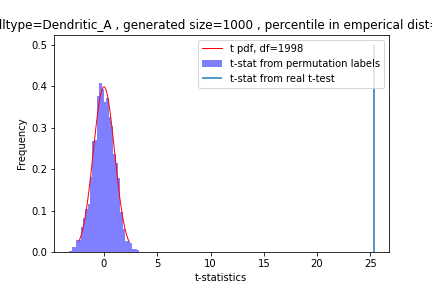 lltype=Dendritic_A , generated size=1000 , percentile in emperical dist=
t pdf, df=1998
t-stat from permutation labels
t-stat from real t-test
Frequency
0.5
0.4
0.3
0.2
0.1
0.0
0
5
10
15
20
25
t-statistics